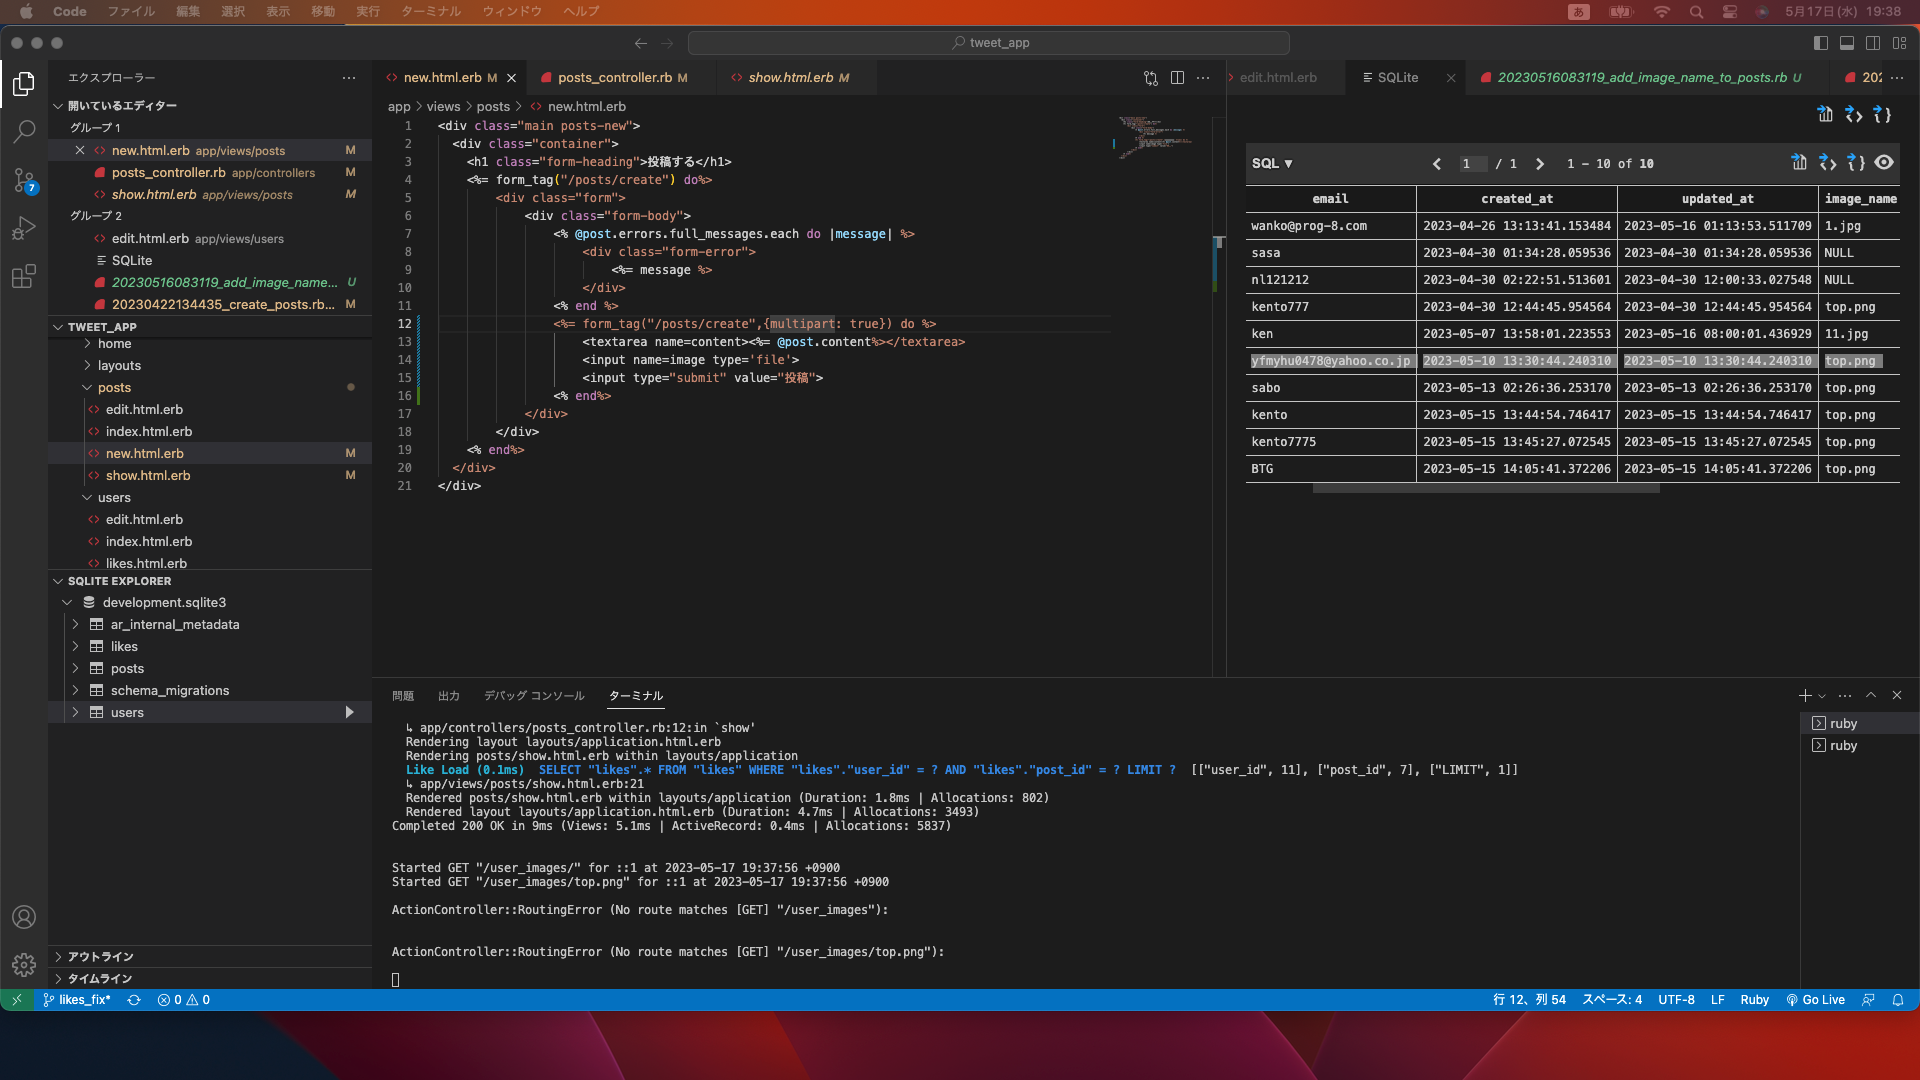 Code ファイル 編集 選択 表示 移動 実行 ターミナル ウィンドウ ヘルプ
あ 5月17日(水) 19:38
tweet_app
エクスプローラー
開いているエディター
グループ 1
new.html.erb app/views/posts M
posts_controller.rb app/controllers M
show.html.erb app/views/posts M
グループ 2
edit.html.erb app/views/users
SQLite
20230516083119_add_image_name... U
20230422134435_create_posts.rb... M
TWEET_APP
home
layouts
posts
edit.html.erb
index.html.erb
new.html.erb M
show.html.erb M
users
edit.html.erb
index.html.erb
likes.html.erb
SQLITE EXPLORER
development.sqlite3
ar_internal_metadata
likes
posts
schema_migrations
users
アウトライン
タイムライン
7
new.html.erb M posts_controller.rb M show.html.erb M
app > views > posts > new.html.erb
1 <div class="main posts-new">
2 <div class="container">
3 <h1 class="form-heading">投稿する</h1>
4 <%= form_tag("/posts/create") do%>
5 <div class="form">
6 <div class="form-body">
7 <% @post.errors.full_messages.each do |message| %>
8 <div class="form-error">
9 <%= message %>
10 </div>
11 <% end %>
12 <%= form_tag("/posts/create",{multipart: true}) do %>
13 <textarea name=content><%= @post.content%></textarea>
14 <input name=image type='file'>
15 <input type="submit" value="投稿">
16 <% end%>
17 </div>
18 </div>
19 <% end%>
20 </div>
21 </div>
edit.html.erb SQLite 20230516083119_add_image_name_to_posts.rb U 202
SQL ▼ 1 / 1 1 – 10 of 10
email created_at updated_at image_name
wanko@prog-8.com 2023-04-26 13:13:41.153484 2023-05-16 01:13:53.511709 1.jpg
sasa 2023-04-30 01:34:28.059536 2023-04-30 01:34:28.059536 NULL
nl121212 2023-04-30 02:22:51.513601 2023-04-30 12:00:33.027548 NULL
kento777 2023-04-30 12:44:45.954564 2023-04-30 12:44:45.954564 top.png
ken 2023-05-07 13:58:01.223553 2023-05-16 08:00:01.436929 11.jpg
yfmyhu0478@yahoo.co.jp 2023-05-10 13:30:44.240310 2023-05-10 13:30:44.240310 top.png
sabo 2023-05-13 02:26:36.253170 2023-05-13 02:26:36.253170 top.png
kento 2023-05-15 13:44:54.746417 2023-05-15 13:44:54.746417 top.png
kento7775 2023-05-15 13:45:27.072545 2023-05-15 13:45:27.072545 top.png
BTG 2023-05-15 14:05:41.372206 2023-05-15 14:05:41.372206 top.png
問題 出力 デバッグ コンソール ターミナル
↳ app/controllers/posts_controller.rb:12:in `show'
Rendering layout layouts/application.html.erb
Rendering posts/show.html.erb within layouts/application
Like Load (0.1ms) SELECT "likes".* FROM "likes" WHERE "likes"."user_id" = ? AND "likes"."post_id" = ? LIMIT ? [["user_id", 11], ["post_id", 7], ["LIMIT", 1]]
↳ app/views/posts/show.html.erb:21
Rendered posts/show.html.erb within layouts/application (Duration: 1.8ms | Allocations: 802)
Rendered layout layouts/application.html.erb (Duration: 4.7ms | Allocations: 3493)
Completed 200 OK in 9ms (Views: 5.1ms | ActiveRecord: 0.4ms | Allocations: 5837)
Started GET "/user_images/" for ::1 at 2023-05-17 19:37:56 +0900
Started GET "/user_images/top.png" for ::1 at 2023-05-17 19:37:56 +0900
ActionController::RoutingError (No route matches [GET] "/user_images"):
ActionController::RoutingError (No route matches [GET] "/user_images/top.png"):
ruby
ruby
likes_fix* 0 0 行 12、列 54 スペース: 4 UTF-8 LF Ruby Go Live